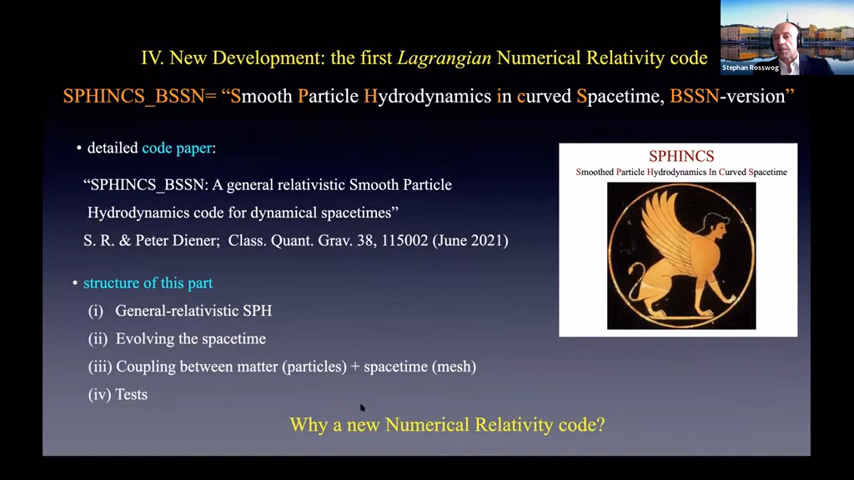 IV. New Development: the first Lagrangian Numerical Relativity code
Stephan Rosswog
SPHINCS_BSSN= “Smooth Particle Hydrodynamics in curved Spacetime, BSSN-version”
• detailed code paper:
“SPHINCS_BSSN: A general relativistic Smooth Particle
Hydrodynamics code for dynamical spacetimes”
S. R. & Peter Diener; Class. Quant. Grav. 38, 115002 (June 2021)
SPHINCS
Smoothed Particle Hydrodynamics In Curved Spacetime
• structure of this part
(i) General-relativistic SPH
(ii) Evolving the spacetime
(iii) Coupling between matter (particles) + spacetime (mesh)
(iv) Tests
Why a new Numerical Relativity code?